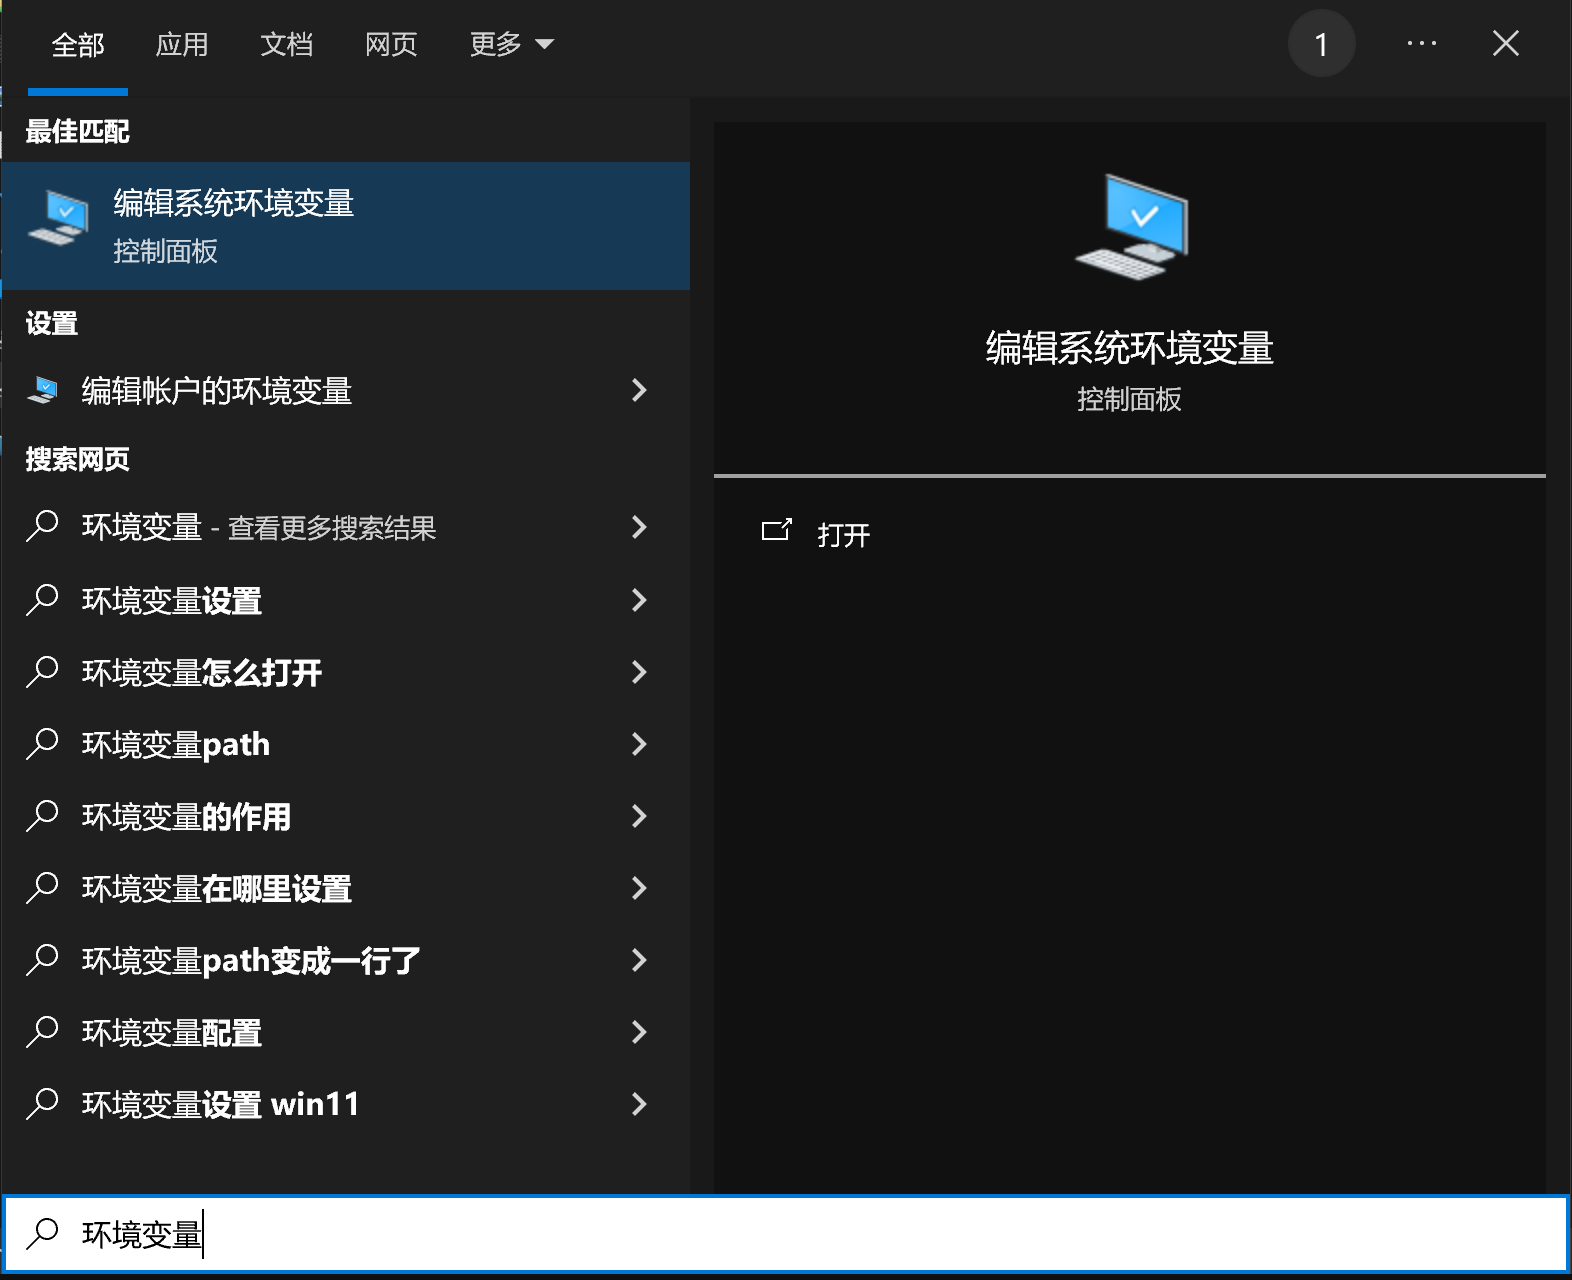 全部
应用
文档
网页
更多
1
最佳匹配
编辑系统环境变量
控制面板
设置
编辑帐户的环境变量
搜索网页
环境变量 - 查看更多搜索结果
环境变量设置
环境变量怎么打开
环境变量path
环境变量的作用
环境变量在哪里设置
环境变量path变成一行了
环境变量配置
环境变量设置 win11
编辑系统环境变量
控制面板
打开
环境变量